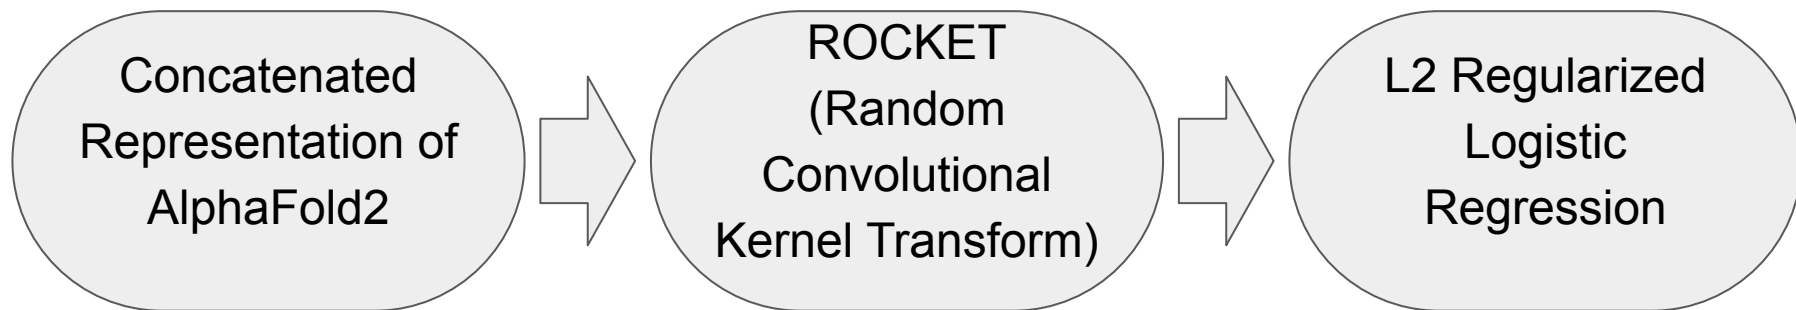 Concatenated
Representation of
AlphaFold2
ROCKET
(Random
Convolutional
Kernel Transform)
L2 Regularized
Logistic
Regression